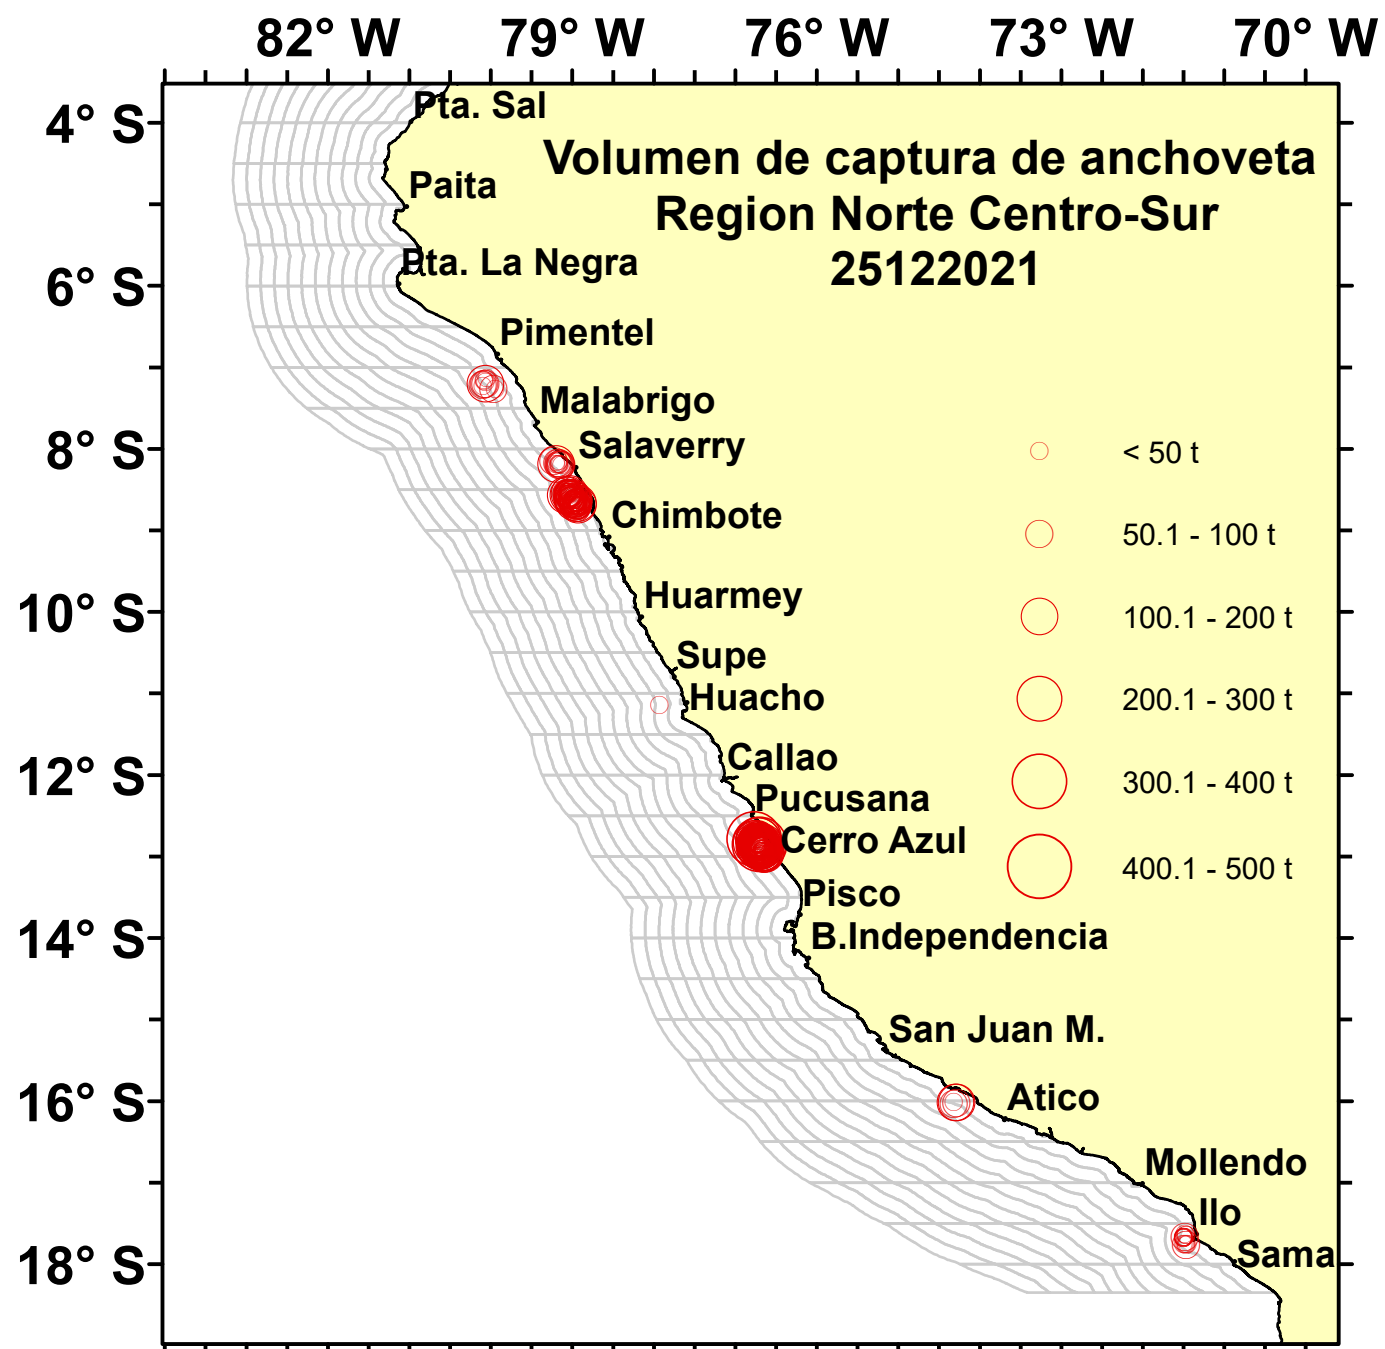 82° W 79° W 76° W 73° W 70° W
4° S
6° S
8° S
10° S
12° S
14° S
16° S
18° S
Volumen de captura de anchoveta
Region Norte Centro-Sur
25122021
Pta. Sal
Paita
Pta. La Negra
Pimentel
Malabrigo
Salaverry
Chimbote
Huarmey
Supe
Huacho
Callao
Pucusana
Cerro Azul
Pisco
B.Independencia
San Juan M.
Atico
Mollendo
Ilo
Sama
< 50 t
50.1 - 100 t
100.1 - 200 t
200.1 - 300 t
300.1 - 400 t
400.1 - 500 t